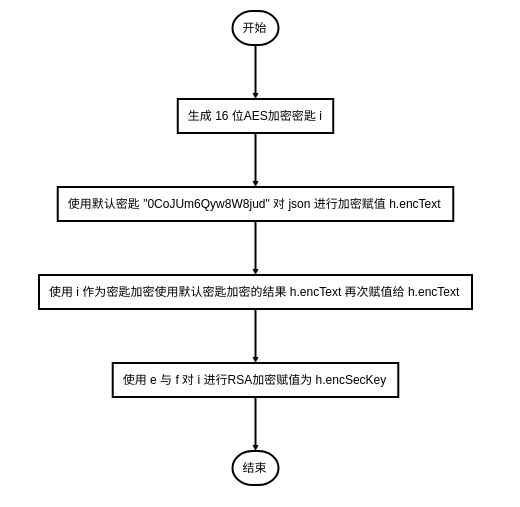 开始
生成 16 位AES加密密匙 i
使用默认密匙 "0CoJUm6Qyw8W8jud" 对 json 进行加密赋值 h.encText
使用 i 作为密匙加密使用默认密匙加密的结果 h.encText 再次赋值给 h.encText
使用 e 与 f 对 i 进行RSA加密赋值为 h.encSecKey
结束